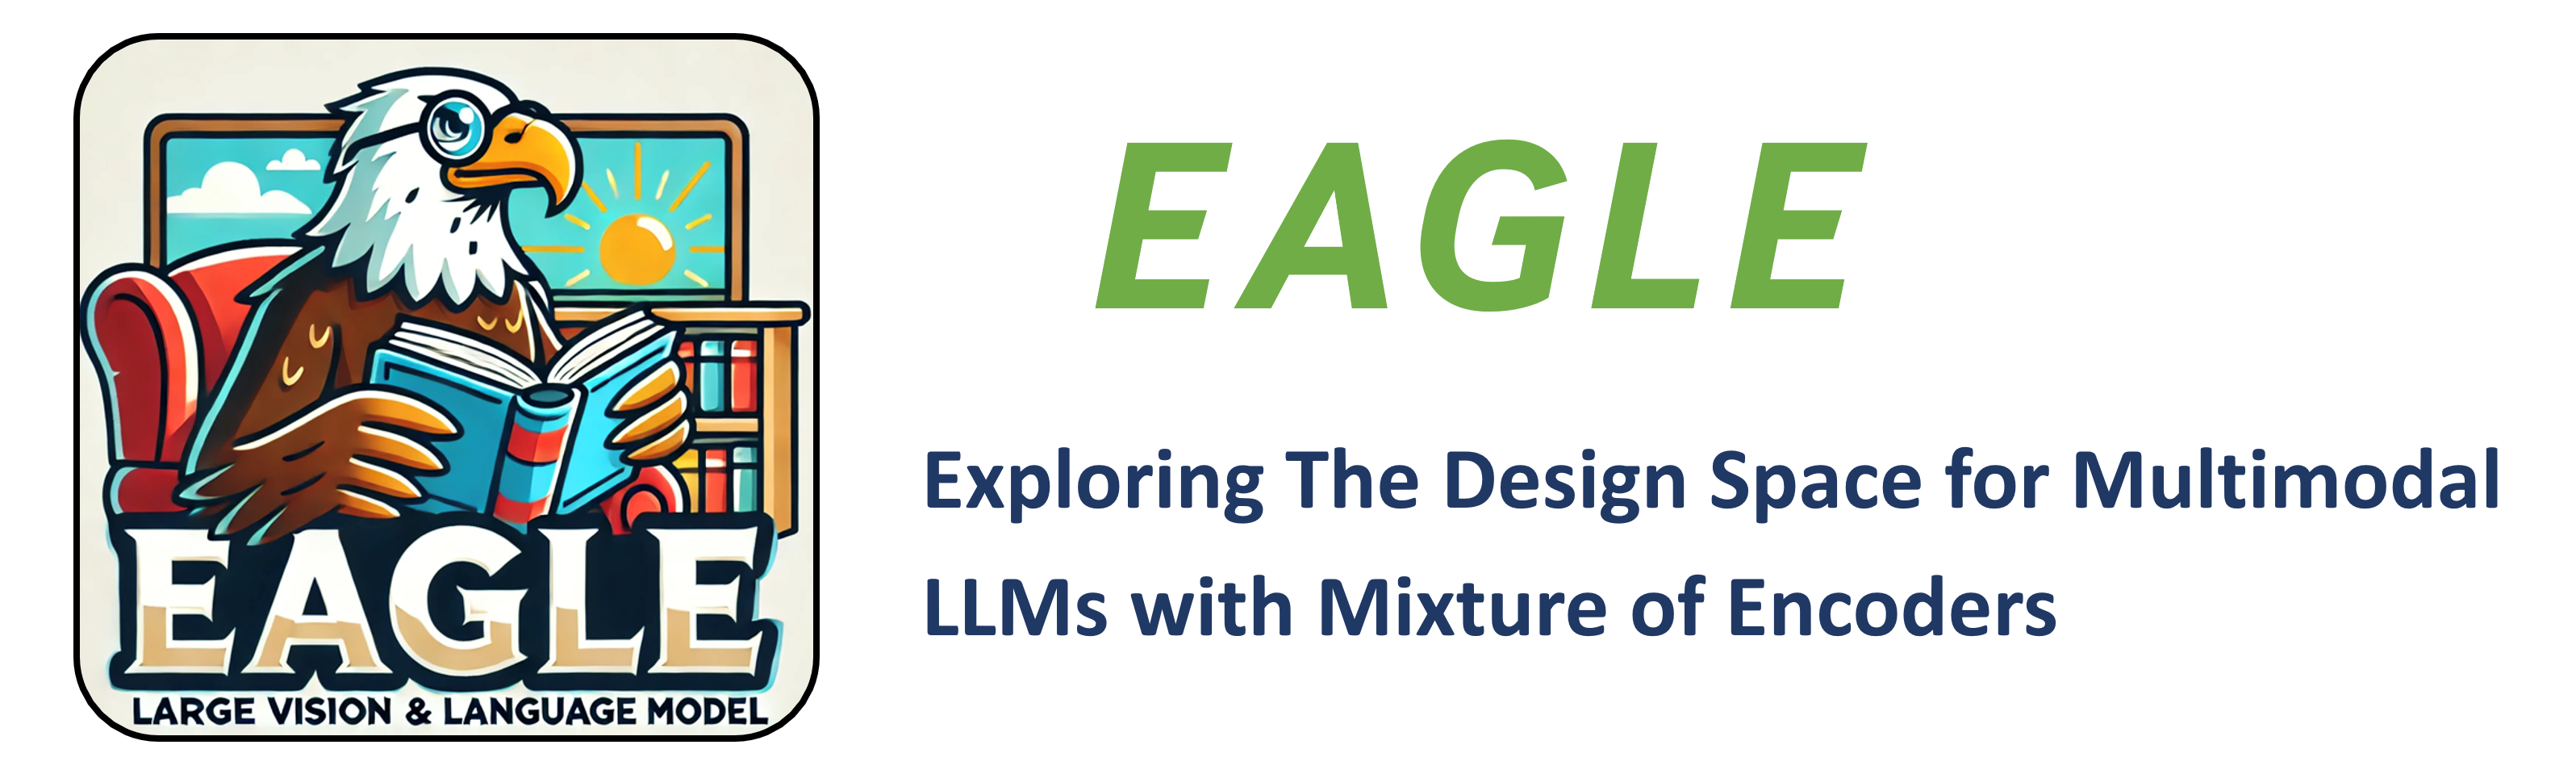 EAGLE
LARGE VISION & LANGUAGE MODEL
EAGLE
Exploring The Design Space for Multimodal
LLMs with Mixture of Encoders